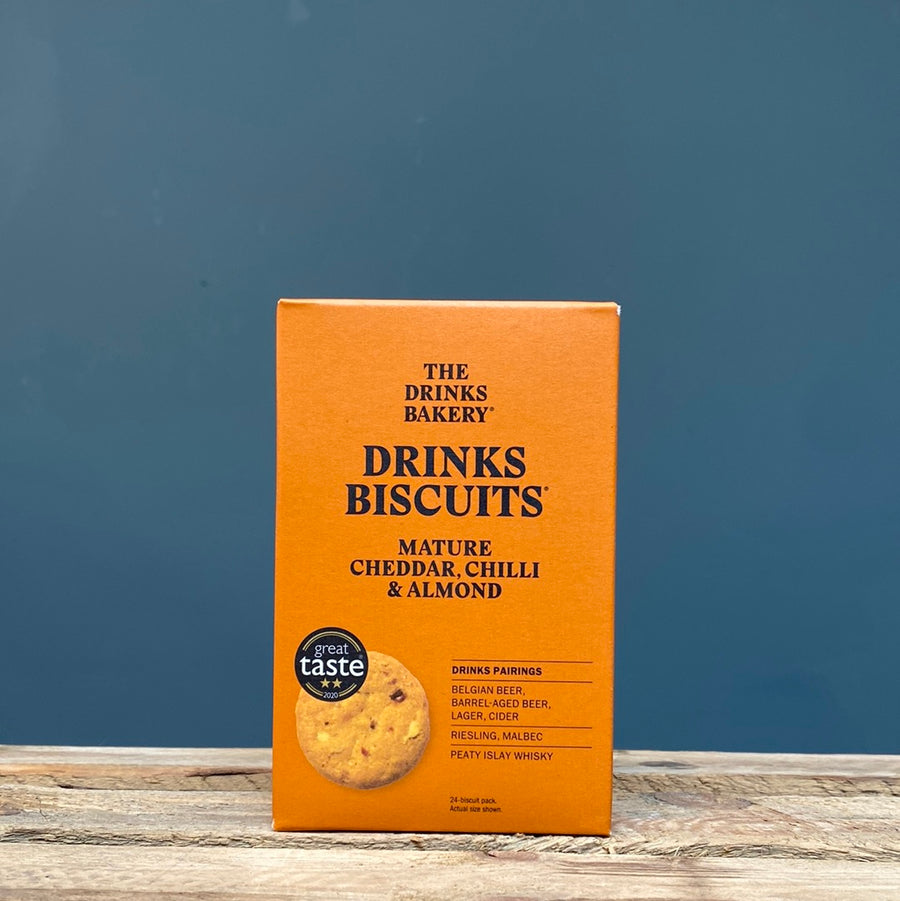 THE
DRINKS
BAKERY®
DRINKS
BISCUITS®
MATURE
CHEDDAR, CHILLI
& ALMOND
great
taste®
2020
DRINKS PAIRINGS
BELGIAN BEER,
BARREL-AGED BEER,
LAGER, CIDER
RIESLING, MALBEC
PEATY ISLAY WHISKY
24-biscuit pack.
Actual size shown.